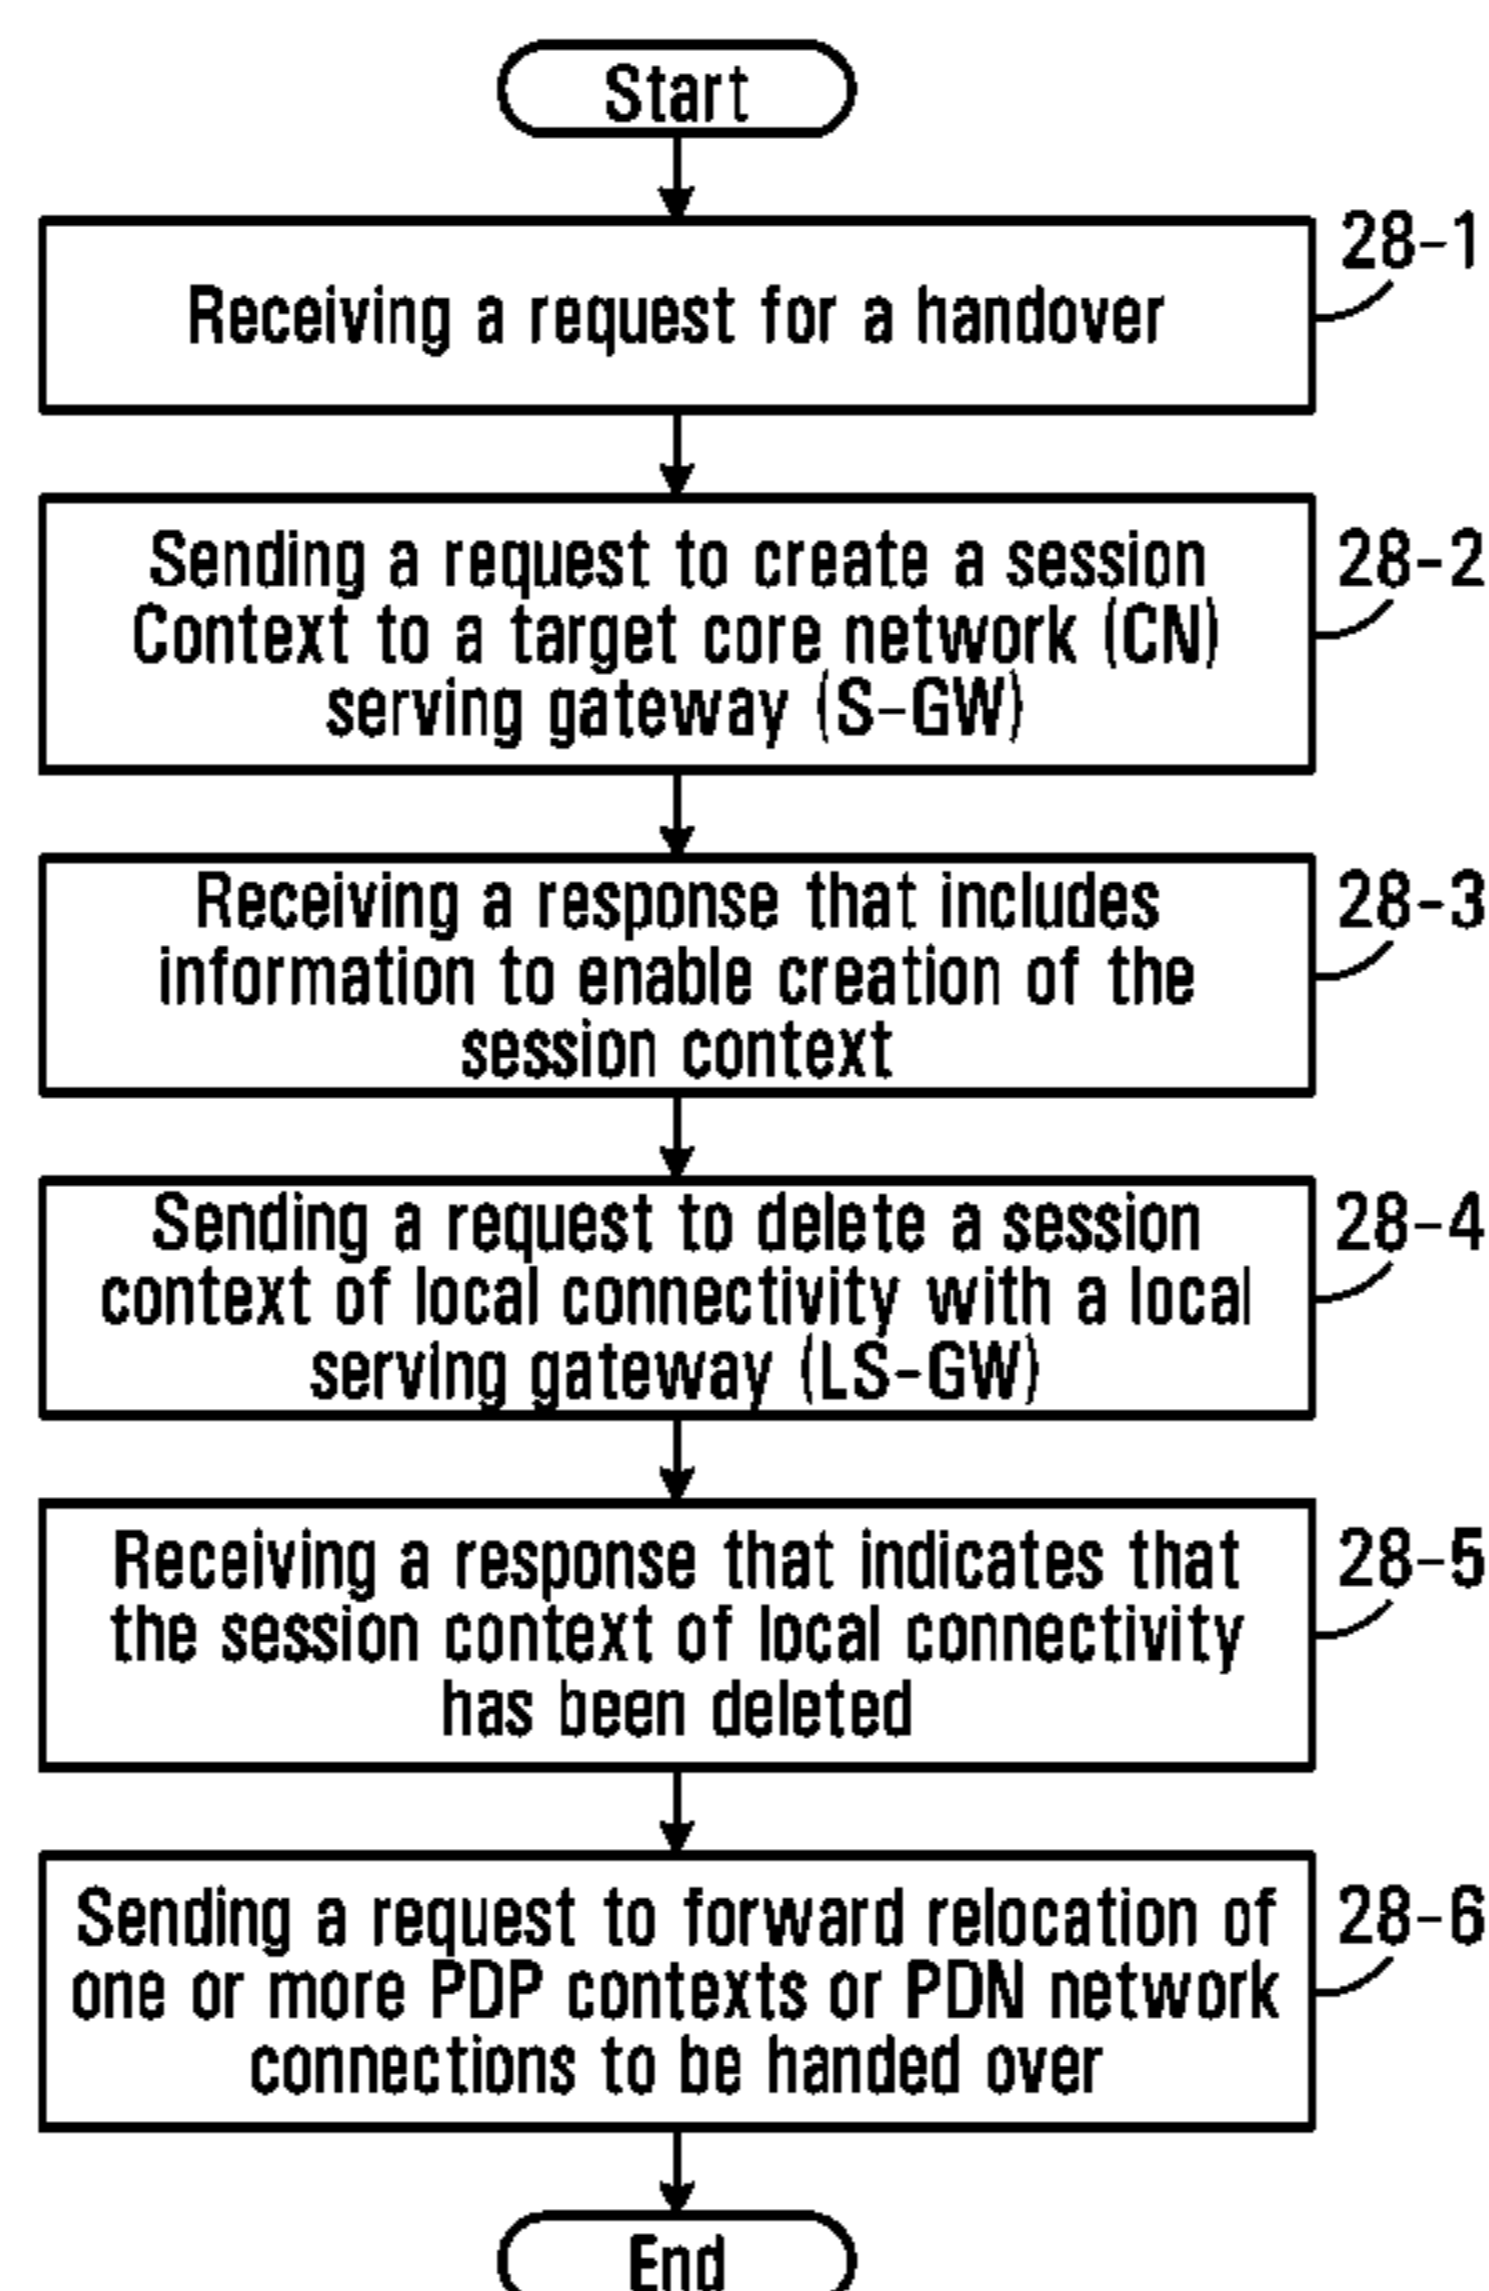 Start
28-1
Receiving a request for a handover
28-2
Sending a request to create a session
Context to a target core network (CN)
serving gateway (S-GW)
28-3
Receiving a response that includes
information to enable creation of the
session context
28-4
Sending a request to delete a session
context of local connectivity with a local
serving gateway (LS-GW)
28-5
Receiving a response that indicates that
the session context of local connectivity
has been deleted
28-6
Sending a request to forward relocation of
one or more PDP contexts or PDN network
connections to be handed over
End